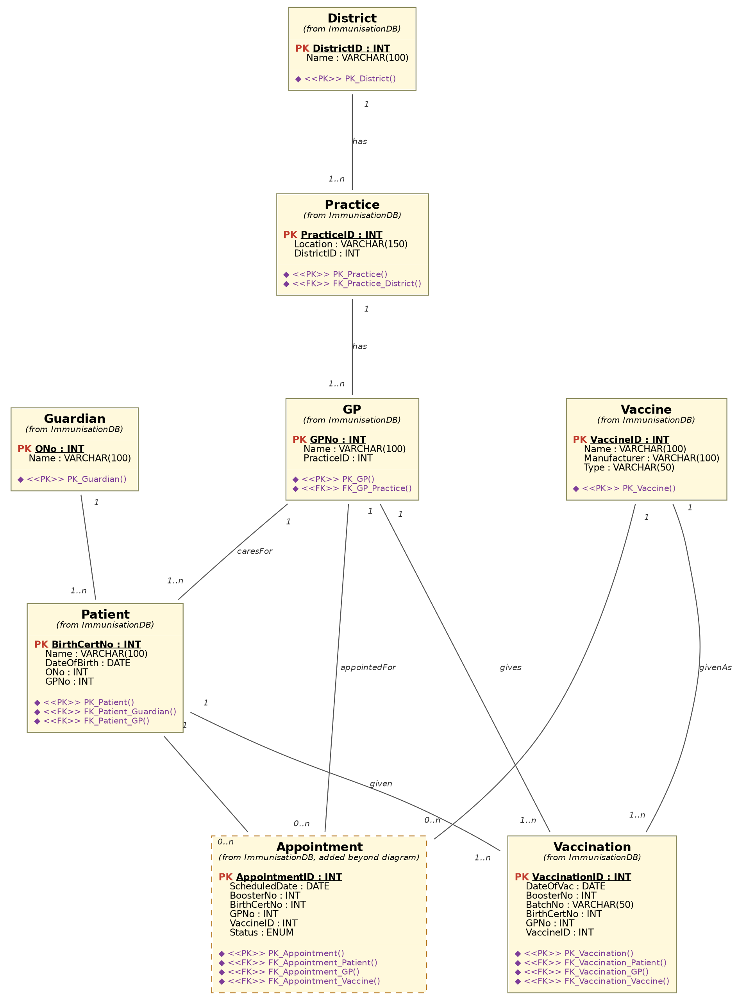 District
(from ImmunisationDB)
PK DistrictID : INT
Name : VARCHAR(100)
◆ <<PK>> PK_District()
1
has
1..n
Practice
(from ImmunisationDB)
PK PracticeID : INT
Location : VARCHAR(150)
DistrictID : INT
◆ <<PK>> PK_Practice()
◆ <<FK>> FK_Practice_District()
1
has
1..n
Guardian
(from ImmunisationDB)
PK ONo : INT
Name : VARCHAR(100)
◆ <<PK>> PK_Guardian()
GP
(from ImmunisationDB)
PK GPNo : INT
Name : VARCHAR(100)
PracticeID : INT
◆ <<PK>> PK_GP()
◆ <<FK>> FK_GP_Practice()
Vaccine
(from ImmunisationDB)
PK VaccineID : INT
Name : VARCHAR(100)
Manufacturer : VARCHAR(100)
Type : VARCHAR(50)
◆ <<PK>> PK_Vaccine()
1
1
1
1
1
1
caresFor
1..n
1..n
Patient
(from ImmunisationDB)
PK BirthCertNo : INT
Name : VARCHAR(100)
DateOfBirth : DATE
ONo : INT
GPNo : INT
◆ <<PK>> PK_Patient()
◆ <<FK>> FK_Patient_Guardian()
◆ <<FK>> FK_Patient_GP()
appointedFor
gives
givenAs
1
1
given
0..n
0..n
1..n
1..n
0..n
1..n
Appointment
(from ImmunisationDB, added beyond diagram)
PK AppointmentID : INT
ScheduledDate : DATE
BoosterNo : INT
BirthCertNo : INT
GPNo : INT
VaccineID : INT
Status : ENUM
◆ <<PK>> PK_Appointment()
◆ <<FK>> FK_Appointment_Patient()
◆ <<FK>> FK_Appointment_GP()
◆ <<FK>> FK_Appointment_Vaccine()
Vaccination
(from ImmunisationDB)
PK VaccinationID : INT
DateOfVac : DATE
BoosterNo : INT
BatchNo : VARCHAR(50)
BirthCertNo : INT
GPNo : INT
VaccineID : INT
◆ <<PK>> PK_Vaccination()
◆ <<FK>> FK_Vaccination_Patient()
◆ <<FK>> FK_Vaccination_GP()
◆ <<FK>> FK_Vaccination_Vaccine()